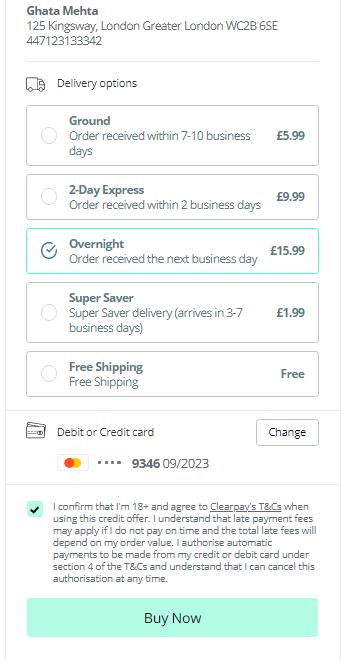 Ghata Mehta
125 Kingsway, London Greater London WC2B 6SE
447123133342
Delivery options
Ground
Order received within 7-10 business
days
£5.99
2-Day Express
Order received within 2 business days
£9.99
Overnight
Order received the next business day
£15.99
Super Saver
Super Saver delivery (arrives in 3-7
business days)
£1.99
Free Shipping
Free Shipping
Free
Debit or Credit card
Change
•••• 9346 09/2023
I confirm that I'm 18+ and agree to Clearpay's T&Cs when
using this credit offer. I understand that late payment fees
may apply if I do not pay on time and the total late fees will
depend on my order value. I authorise automatic
payments to be made from my credit or debit card under
section 4 of the T&Cs and understand that I can cancel this
authorisation at any time.
Buy Now